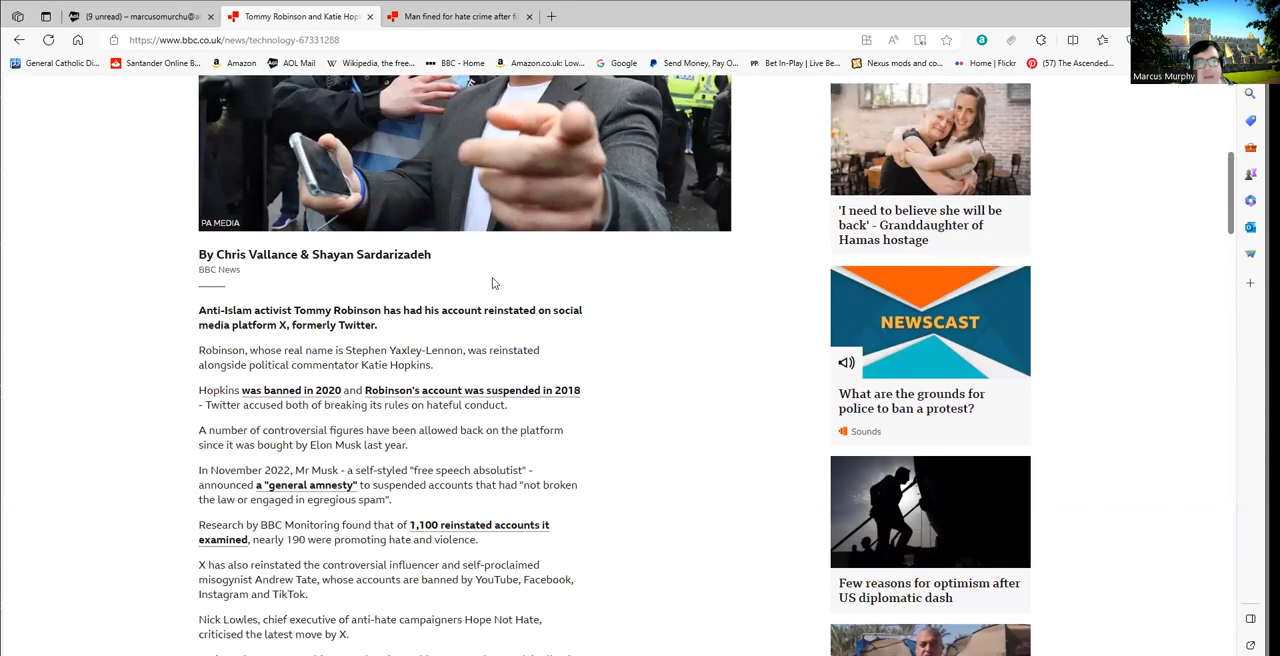 (9 unread) – marcusomurchu@a
Tommy Robinson and Katie Hopk
Man fined for hate crime after fi
https://www.bbc.co.uk/news/technology-67331288
General Catholic Di...
Santander Online B...
Amazon
AOL Mail
Wikipedia, the free...
BBC - Home
Amazon.co.uk: Low...
Google
Send Money, Pay O...
Bet In-Play | Live Be...
Nexus mods and co...
Home | Flickr
(57) The Ascended...
Marcus Murphy
PA MEDIA
By Chris Vallance & Shayan Sardarizadeh
BBC News
Anti-Islam activist Tommy Robinson has had his account reinstated on social
media platform X, formerly Twitter.
Robinson, whose real name is Stephen Yaxley-Lennon, was reinstated
alongside political commentator Katie Hopkins.
Hopkins was banned in 2020 and Robinson's account was suspended in 2018
- Twitter accused both of breaking its rules on hateful conduct.
A number of controversial figures have been allowed back on the platform
since it was bought by Elon Musk last year.
In November 2022, Mr Musk - a self-styled "free speech absolutist" -
announced a "general amnesty" to suspended accounts that had "not broken
the law or engaged in egregious spam".
Research by BBC Monitoring found that of 1,100 reinstated accounts it
examined, nearly 190 were promoting hate and violence.
X has also reinstated the controversial influencer and self-proclaimed
misogynist Andrew Tate, whose accounts are banned by YouTube, Facebook,
Instagram and TikTok.
Nick Lowles, chief executive of anti-hate campaigners Hope Not Hate,
criticised the latest move by X.
'I need to believe she will be
back' - Granddaughter of
Hamas hostage
NEWSCAST
What are the grounds for
police to ban a protest?
Sounds
Few reasons for optimism after
US diplomatic dash